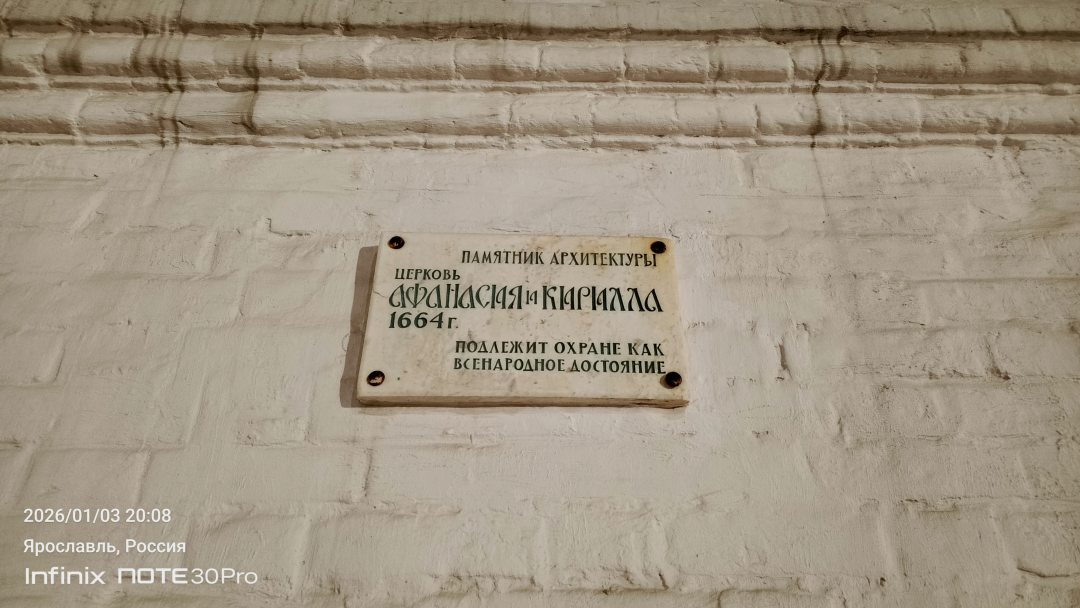 ПАМЯТНИК АРХИТЕКТУРЫ
ЦЕРКОВЬ
АФАНАСИЯ и КИРИЛЛА
1664 г.
ПОДЛЕЖИТ ОХРАНЕ КАК
ВСЕНАРОДНОЕ ДОСТОЯНИЕ
2026/01/03 20:08
Ярославль, Россия
Infinix NOTE30Pro